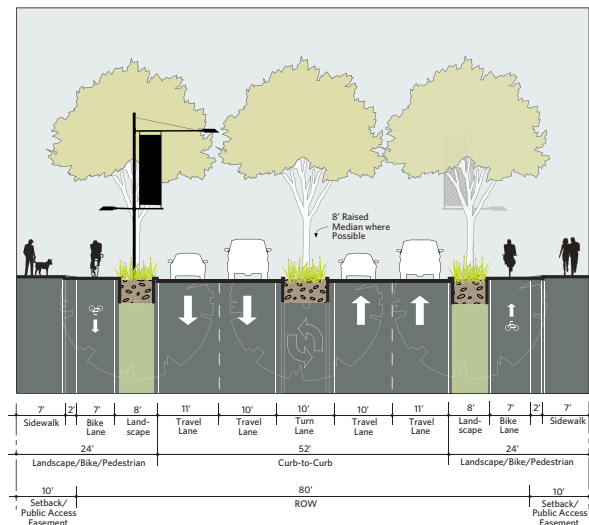 8' Raised
Median where
Possible
7' 2' 7' 8' 11' 10' 10' 10' 11' 8' 7' 2' 7'
Sidewalk Bike Lane Land-scape Travel Lane Travel Lane Turn Lane Travel Lane Travel Lane Land-scape Bike Lane Sidewalk
24' 52' 24'
Landscape/Bike/Pedestrian Curb-to-Curb Landscape/Bike/Pedestrian
10' 80' 10'
Setback/ ROW Setback/
Public Access Public Access
Easement Easement